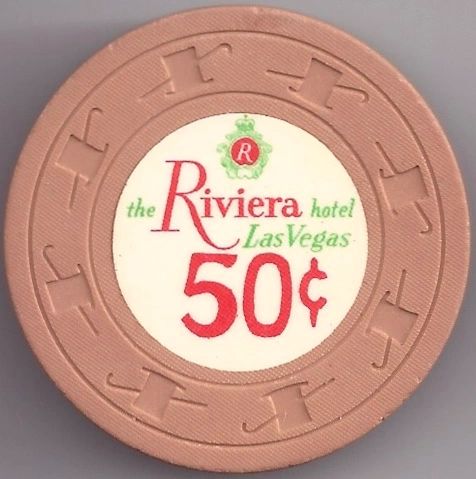 R
the Riviera hotel
Las Vegas
50¢